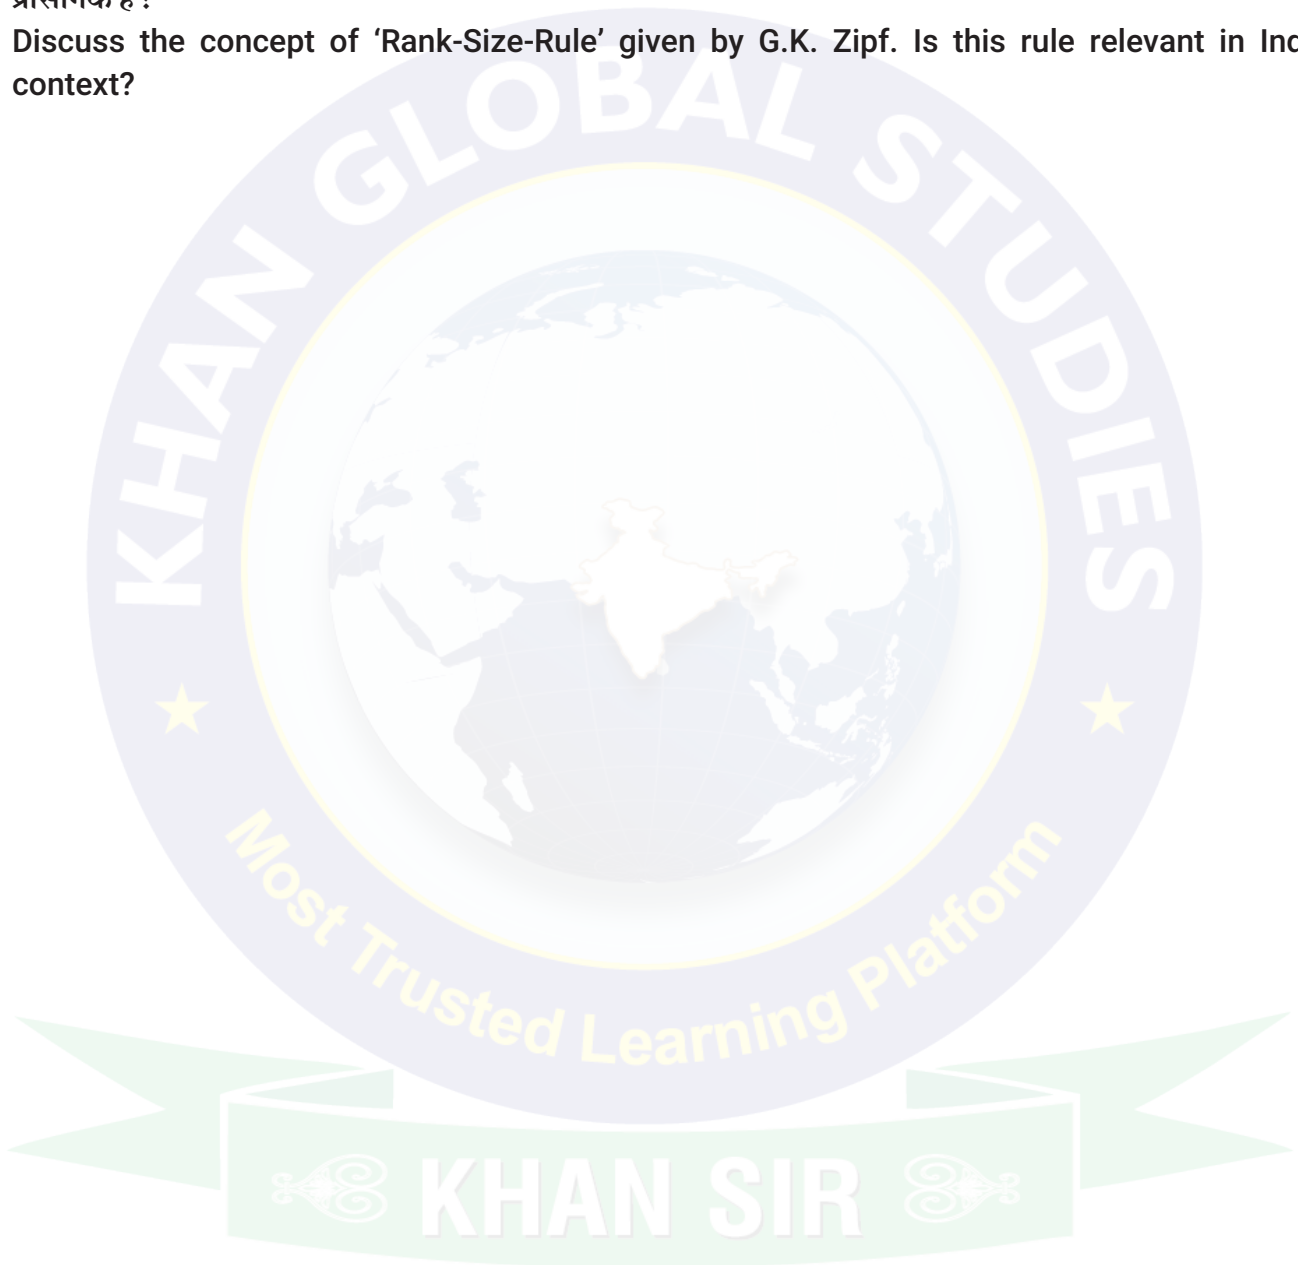 प्रासंगिक है?
Discuss the concept of ‘Rank-Size-Rule’ given by G.K. Zipf. Is this rule relevant in Ind
context?
KHAN GLOBAL STUDIES
Most Trusted Learning Platform
KHAN SIR